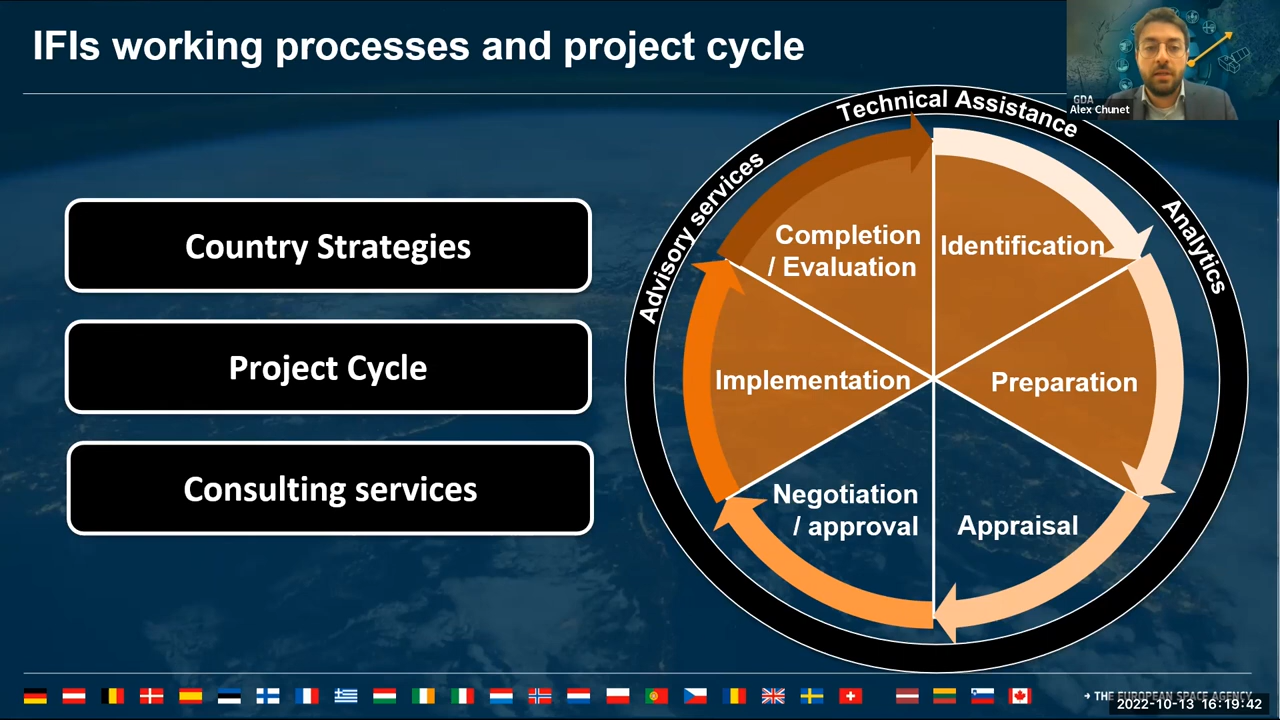 IFIs working processes and project cycle
GDA
Alex Chunet
Country Strategies
Project Cycle
Consulting services
Advisory services
Technical Assistance
Analytics
Completion
/ Evaluation
Identification
Implementation
Preparation
Negotiation
/ approval
Appraisal
→ THE EUROPEAN SPACE AGENCY
2022-10-13 16:19:42